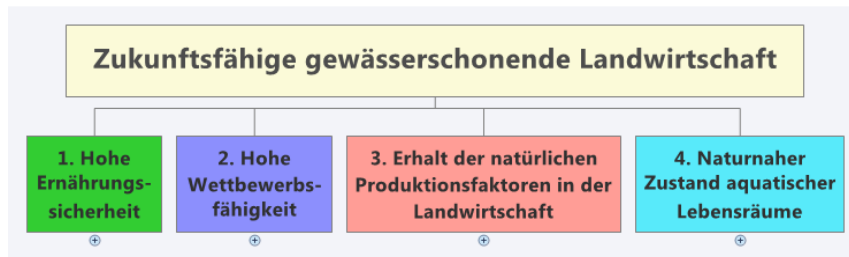 Zukunftsfähige gewässerschonende Landwirtschaft
1. Hohe
Ernährungs-
sicherheit
2. Hohe
Wettbewerbs-
fähigkeit
3. Erhalt der natürlichen
Produktionsfaktoren in der
Landwirtschaft
4. Naturnaher
Zustand aquatischer
Lebensräume